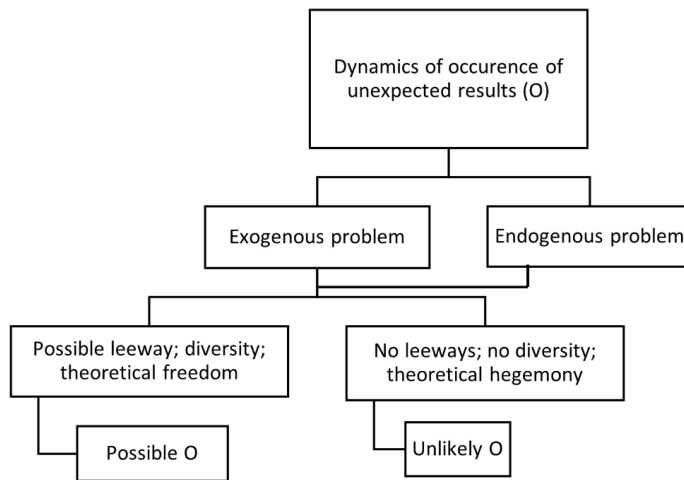 Dynamics of occurence of
unexpected results (O)
Exogenous problem
Endogenous problem
Possible leeway; diversity;
theoretical freedom
No leeways; no diversity;
theoretical hegemony
Possible O
Unlikely O